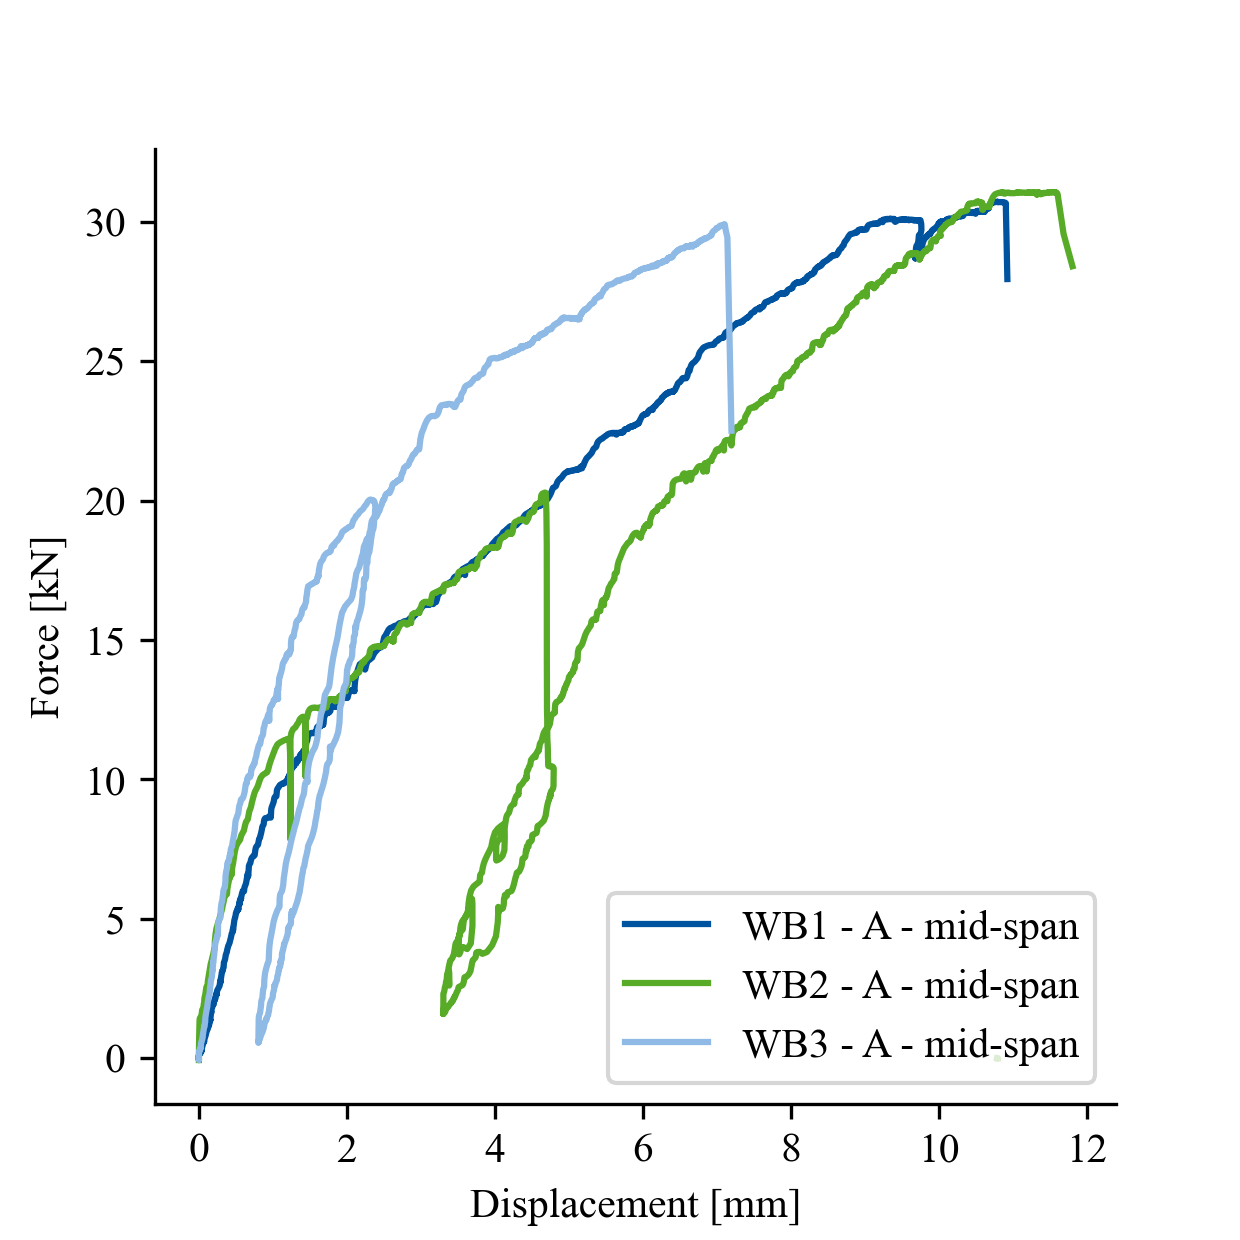 30
25
20
15
10
5
0
Force [kN]
WB1 - A - mid-span
WB2 - A - mid-span
WB3 - A - mid-span
0 2 4 6 8 10 12
Displacement [mm]